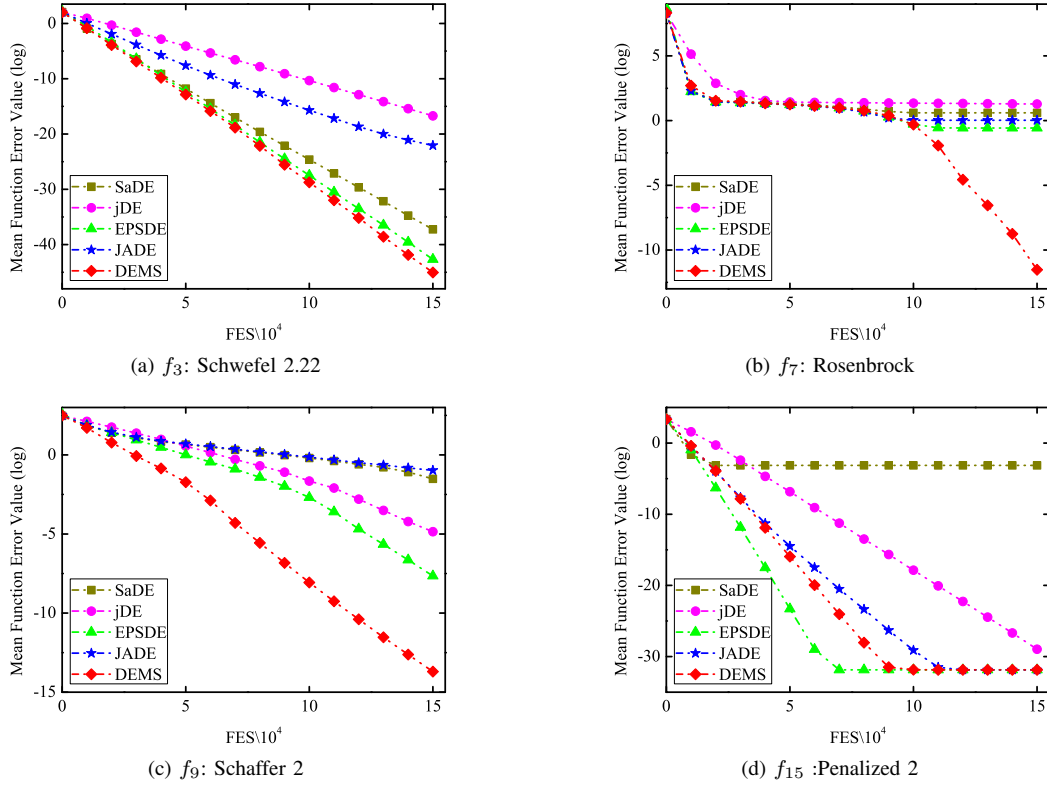 0
-10
-20
-30
-40
Mean Function Error Value (log)
SaDE
jDE
EPSDE
JADE
DEMS
0 5 10 15
FES\10^4
(a) f3: Schwefel 2.22
5
0
-5
-10
Mean Function Error Value (log)
SaDE
jDE
EPSDE
JADE
DEMS
0 5 10 15
FES\10^4
(b) f7: Rosenbrock
0
-5
-10
-15
Mean Function Error Value (log)
SaDE
jDE
EPSDE
JADE
DEMS
0 5 10 15
FES\10^4
(c) f9: Schaffer 2
0
-10
-20
-30
Mean Function Error Value (log)
SaDE
jDE
EPSDE
JADE
DEMS
0 5 10 15
FES\10^4
(d) f15 :Penalized 2